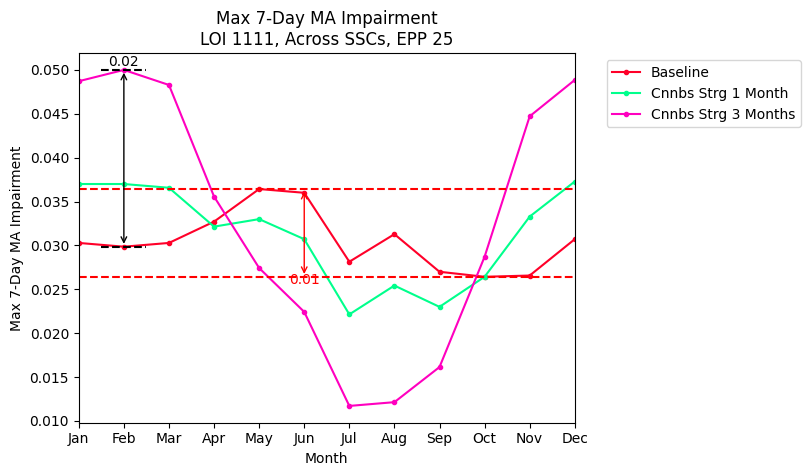 Max 7-Day MA Impairment
LOI 1111, Across SSCs, EPP 25
Max 7-Day MA Impairment
0.050
0.045
0.040
0.035
0.030
0.025
0.020
0.015
0.010
0.02
0.01
Jan Feb Mar Apr May Jun Jul Aug Sep Oct Nov Dec
Month
Baseline
Cnnbs Strg 1 Month
Cnnbs Strg 3 Months